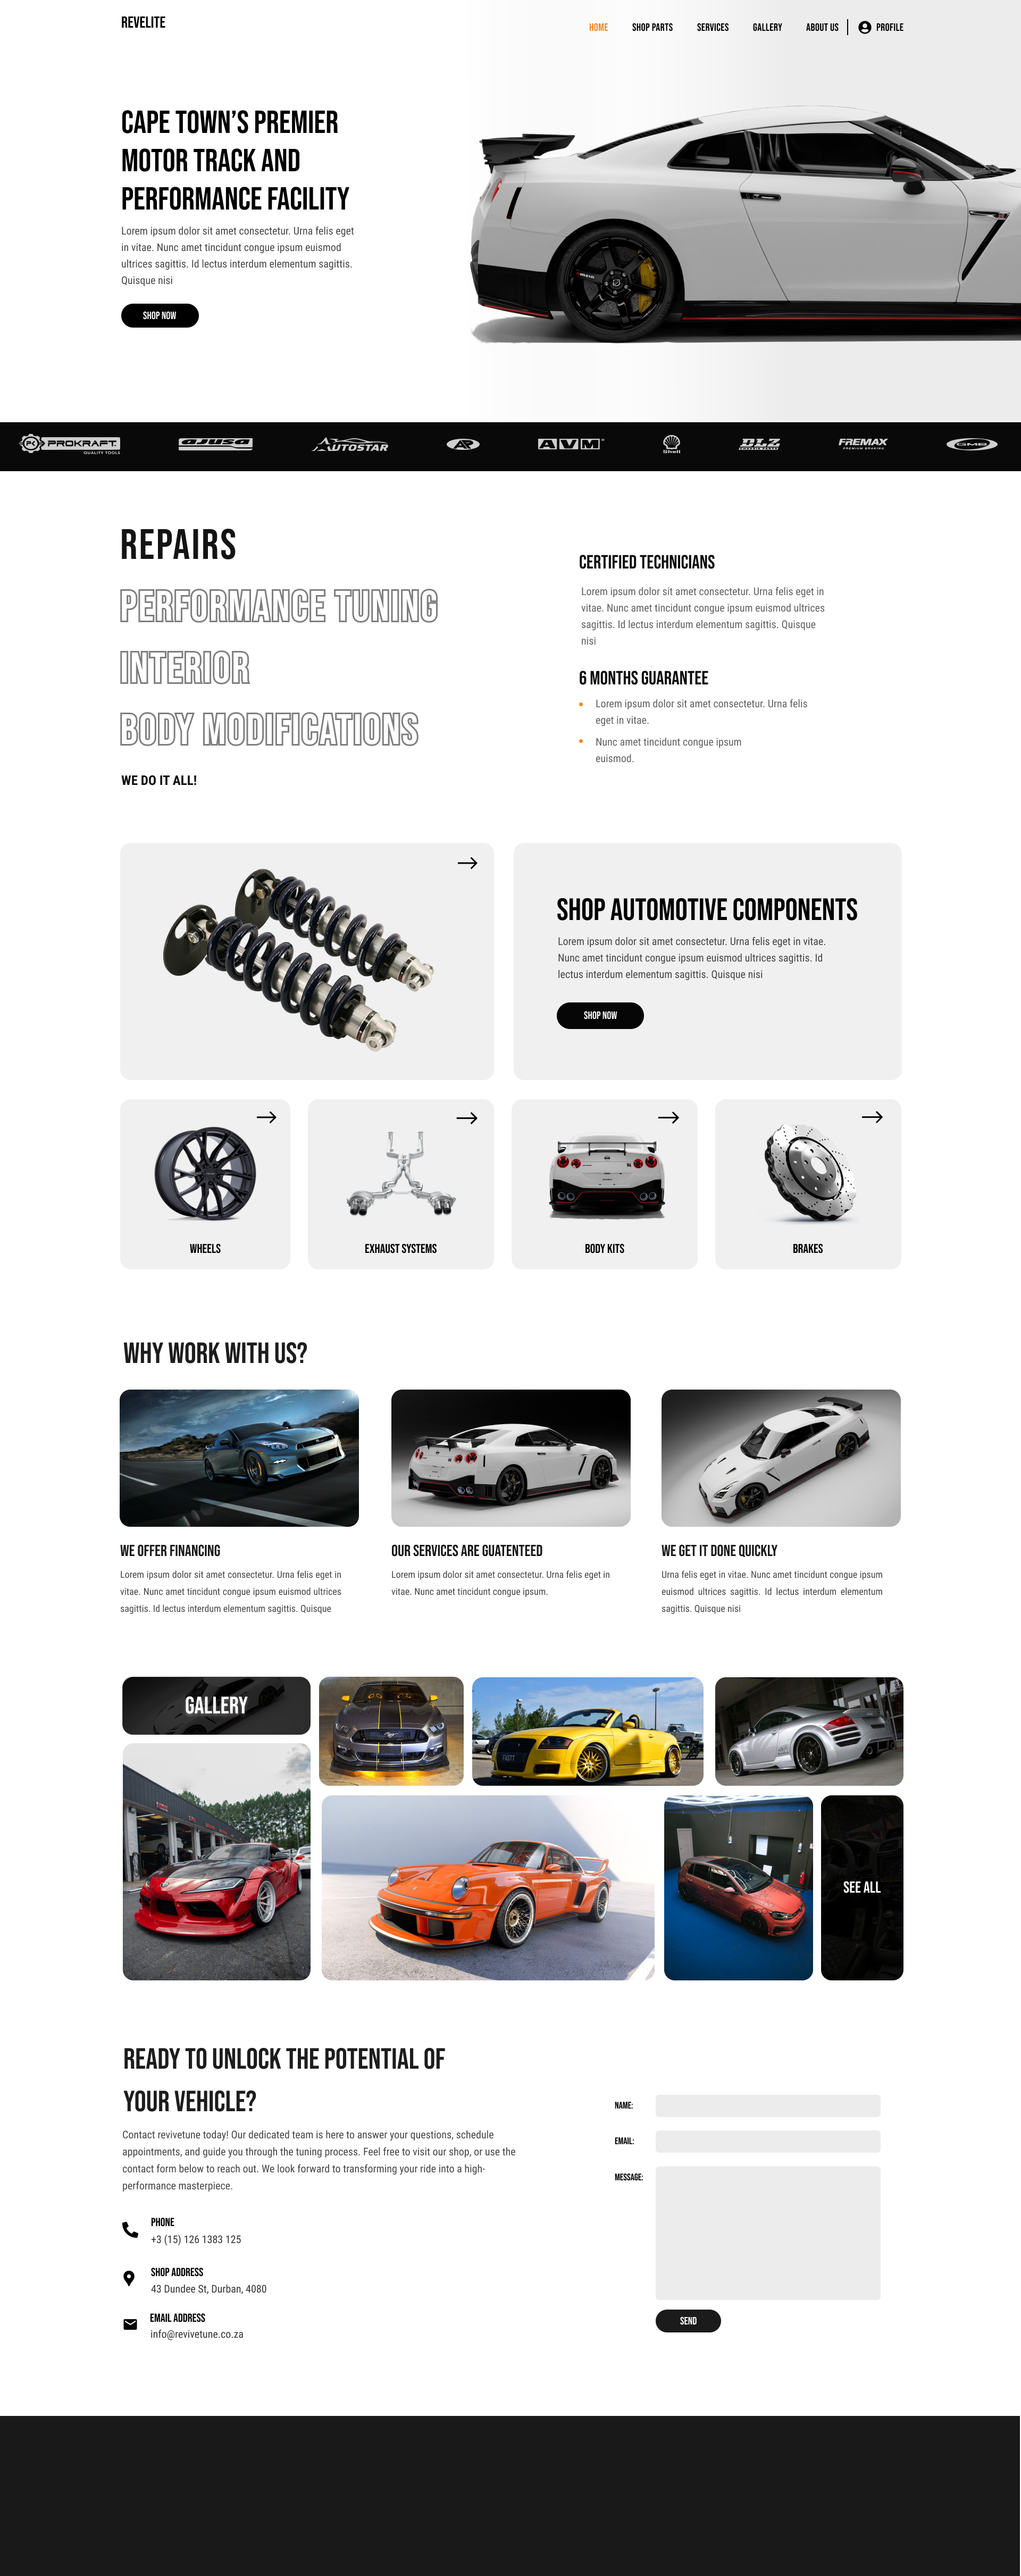 REVELITE
HOME SHOP PARTS SERVICES GALLERY ABOUT US PROFILE
CAPE TOWN’S PREMIER
MOTOR TRACK AND
PERFORMANCE FACILITY
Lorem ipsum dolor sit amet consectetur. Urna felis eget
in vitae. Nunc amet tincidunt congue ipsum euismod
ultrices sagittis. Id lectus interdum elementum sagittis.
Quisque nisi
SHOP NOW
PROKRAFT
QUALITY TOOLS
AJUSA
AUTOSTAR
AVM
Shell
DLZ
FREMAX
PREMIUM BRAKING
GMB
REPAIRS
PERFORMANCE TUNING
INTERIOR
BODY MODIFICATIONS
WE DO IT ALL!
CERTIFIED TECHNICIANS
Lorem ipsum dolor sit amet consectetur. Urna felis eget in
vitae. Nunc amet tincidunt congue ipsum euismod ultrices
sagittis. Id lectus interdum elementum sagittis. Quisque
nisi
6 MONTHS GUARANTEE
Lorem ipsum dolor sit amet consectetur. Urna felis
eget in vitae.
Nunc amet tincidunt congue ipsum
euismod.
SHOP AUTOMOTIVE COMPONENTS
Lorem ipsum dolor sit amet consectetur. Urna felis eget in vitae.
Nunc amet tincidunt congue ipsum euismod ultrices sagittis. Id
lectus interdum elementum sagittis. Quisque nisi
SHOP NOW
WHEELS
EXHAUST SYSTEMS
BODY KITS
BRAKES
WHY WORK WITH US?
WE OFFER FINANCING
Lorem ipsum dolor sit amet consectetur. Urna felis eget in
vitae. Nunc amet tincidunt congue ipsum euismod ultrices
sagittis. Id lectus interdum elementum sagittis. Quisque
OUR SERVICES ARE GUATENTEED
Lorem ipsum dolor sit amet consectetur. Urna felis eget in
vitae. Nunc amet tincidunt congue ipsum.
WE GET IT DONE QUICKLY
Urna felis eget in vitae. Nunc amet tincidunt congue ipsum
euismod ultrices sagittis. Id lectus interdum elementum
sagittis. Quisque nisi
GALLERY
SEE ALL
READY TO UNLOCK THE POTENTIAL OF
YOUR VEHICLE?
Contact revivetune today! Our dedicated team is here to answer your questions, schedule
appointments, and guide you through the tuning process. Feel free to visit our shop, or use the
contact form below to reach out. We look forward to transforming your ride into a high-
performance masterpiece.
PHONE
+3 (15) 126 1383 125
SHOP ADDRESS
43 Dundee St, Durban, 4080
EMAIL ADDRESS
info@revivetune.co.za
NAME:
EMAIL:
MESSAGE:
SEND